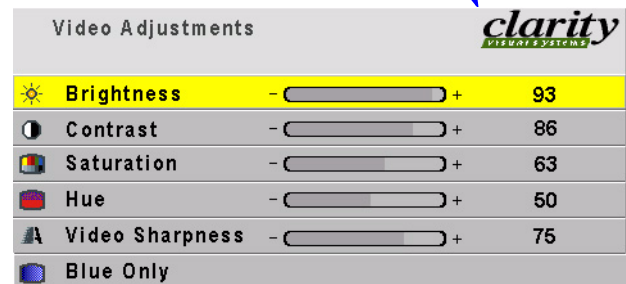 Video Adjustments
clarity
VISUAL SYSTEMS
Brightness - + 93
Contrast - + 86
Saturation - + 63
Hue - + 50
Video Sharpness - + 75
Blue Only